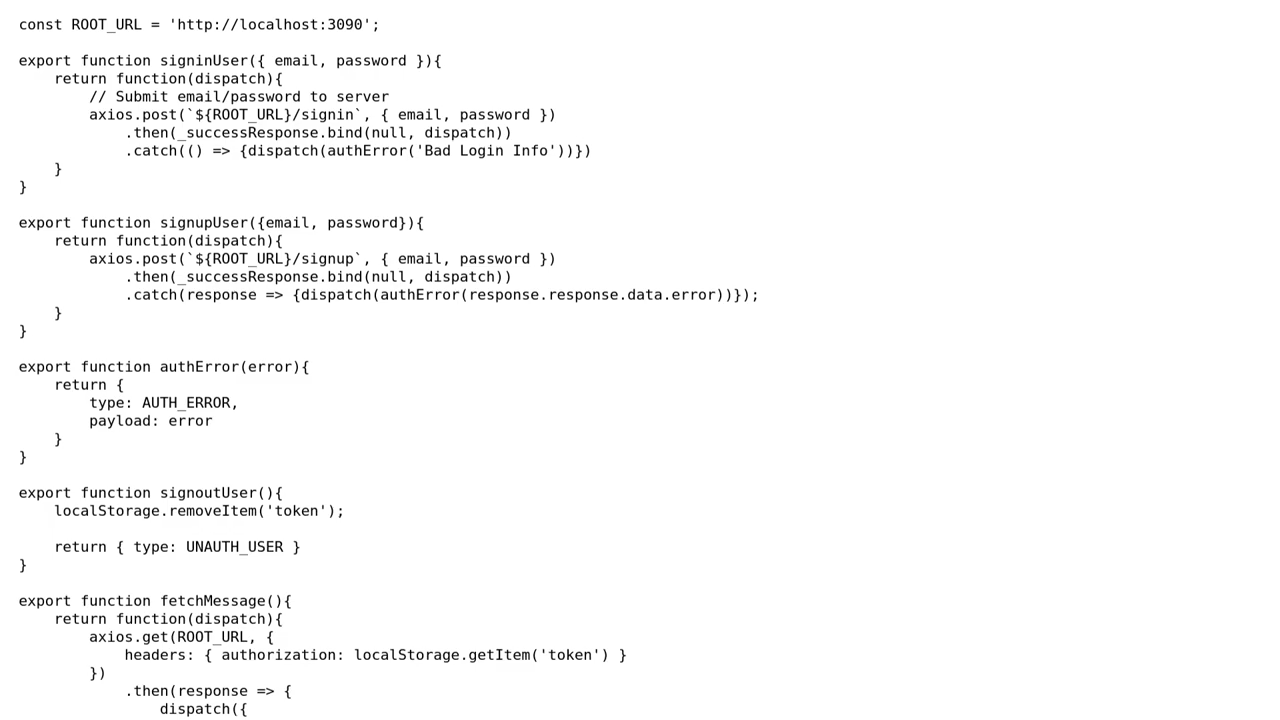 const ROOT_URL = 'http://localhost:3090';

export function signinUser({ email, password }){
    return function(dispatch){
        // Submit email/password to server
        axios.post(`${ROOT_URL}/signin`, { email, password })
            .then(_successResponse.bind(null, dispatch))
            .catch(() => {dispatch(authError('Bad Login Info'))})
    }
}

export function signupUser({email, password}){
    return function(dispatch){
        axios.post(`${ROOT_URL}/signup`, { email, password })
            .then(_successResponse.bind(null, dispatch))
            .catch(response => {dispatch(authError(response.response.data.error))});
    }
}

export function authError(error){
    return {
        type: AUTH_ERROR,
        payload: error
    }
}

export function signoutUser(){
    localStorage.removeItem('token');

    return { type: UNAUTH_USER }
}

export function fetchMessage(){
    return function(dispatch){
        axios.get(ROOT_URL, {
            headers: { authorization: localStorage.getItem('token') }
        })
            .then(response => {
                dispatch({